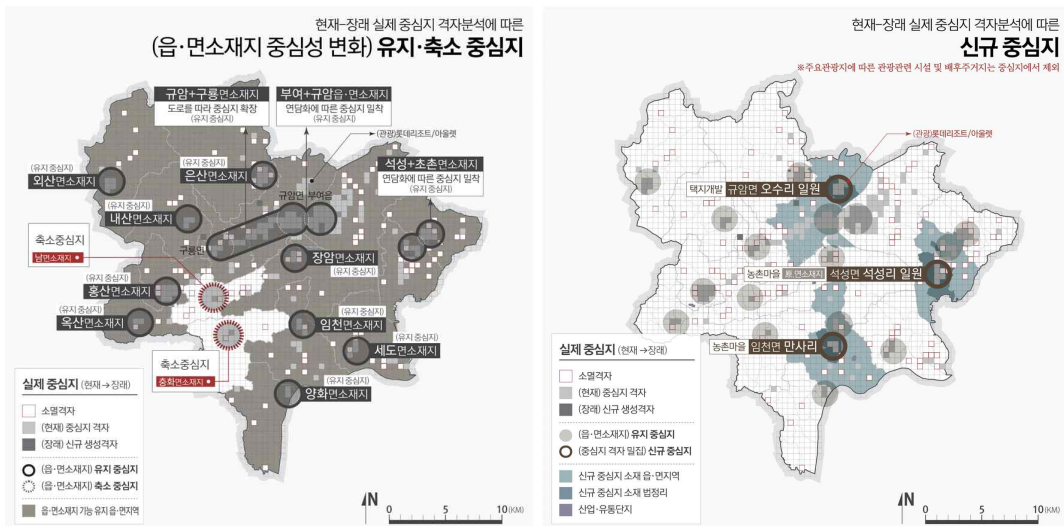 현재-장래 실제 중심지 격자분석에 따른
(읍·면소재지 중심성 변화) 유지·축소 중심지
규암+구룡면소재지
도로를 따라 중심지 확장
(유지 중심지)
부여+규암읍·면소재지
연담화에 따른 중심지 밀착
(유지 중심지)
(관광)롯데리조트/아울렛
석성+초촌면소재지
연담화에 따른 중심지 밀착
(유지 중심지)
(유지 중심지)
외산면소재지
(유지 중심지)
은산면소재지
(유지 중심지)
내산면소재지
규암면
부여읍
구룡면
장암면소재지
(유지 중심지)
축소중심지
남면소재지
(유지 중심지)
홍산면소재지
(유지 중심지)
옥산면소재지
(유지 중심지)
임천면소재지
(유지 중심지)
세도면소재지
축소중심지
충화면소재지
(유지 중심지)
양화면소재지
실제 중심지 (현재→장래)
소멸격자
(현재) 중심지 격자
(장래) 신규 생성격자
(읍·면소재지) 유지 중심지
(읍·면소재지) 축소 중심지
읍·면소재지 기능 유지 읍·면지역
N
0 5 10(KM)
현재-장래 실제 중심지 격자분석에 따른
신규 중심지
※주요관광지에 따른 관광관련 시설 및 배후주거지는 중심지에서 제외
(관광)롯데리조트/아울렛
택지개발 규암면 오수리 일원
농촌마을 원 면소재지 석성면 석성리 일원
농촌마을 임천면 만사리
실제 중심지 (현재→장래)
소멸격자
(현재) 중심지 격자
(장래) 신규 생성격자
(읍·면소재지) 유지 중심지
(중심지 격자 밀집) 신규 중심지
신규 중심지 소재 읍·면지역
신규 중심지 소재 법정리
산업·유통단지
N
0 5 10(KM)